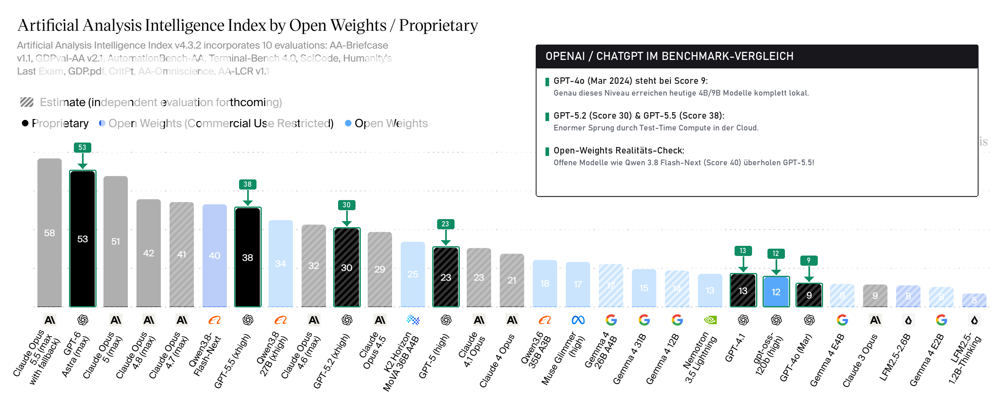 Artificial Analysis Intelligence Index by Open Weights / Proprietary
Artificial Analysis Intelligence Index v4.3.2 incorporates 10 evaluations: AA-Briefcase
v1.1, GDPval-AA v2.1, AutomationBench-AA, Terminal-Bench 4.0, SciCode, Humanity's
Last Exam, GDP.pdf, CritPt, AA-Omniscience, AA-LCR v1.1
Estimate (independent evaluation forthcoming)
Proprietary
Open Weights (Commercial Use Restricted)
Open Weights
OPENAI / CHATGPT IM BENCHMARK-VERGLEICH
GPT-4o (Mar 2024) steht bei Score 9:
Genau dieses Niveau erreichen heutige 4B/9B Modelle komplett lokal.
GPT-5.2 (Score 30) & GPT-5.5 (Score 38):
Enormer Sprung durch Test-Time Compute in der Cloud.
Open-Weights Realitäts-Check:
Offene Modelle wie Qwen 3.8 Flash-Next (Score 40) überholen GPT-5.5!
is
53
38
30
23
13
12
9
58
53
51
42
41
40
38
34
32
30
29
25
23
23
21
18
17
17
15
14
13
13
12
9
9
9
8
8
5
Claude Opus
5.5 (max
with fallback)
GPT-6
Astra (max)
Claude Opus
5 (max)
Claude Opus
4.8 (max)
Claude Opus
4.7 (max)
Qwen3.8-
Flash-Next
GPT-5.5 (xhigh)
Qwen3.8
27B (xhigh)
Claude Opus
4.6 (max)
GPT-5.2 (xhigh)
Claude
Opus 4.5
K2 Horizon
MoVA 36B A4B
GPT-5 (high)
Claude
4.1 Opus
Claude 4 Opus
Qwen3.6
35B A3B
Muse Glimmer
(high)
Gemma 4
26B A4B
Gemma 4 31B
Gemma 4 12B
Nemotron
3.5 Lightning
GPT-4.1
gpt-oss-
120b (high)
GPT-4o (Mar)
Gemma 4 E4B
Claude 3 Opus
LFM2.5-2.6B
Gemma 4 E2B
LFM2.5-
1.2B-Thinking